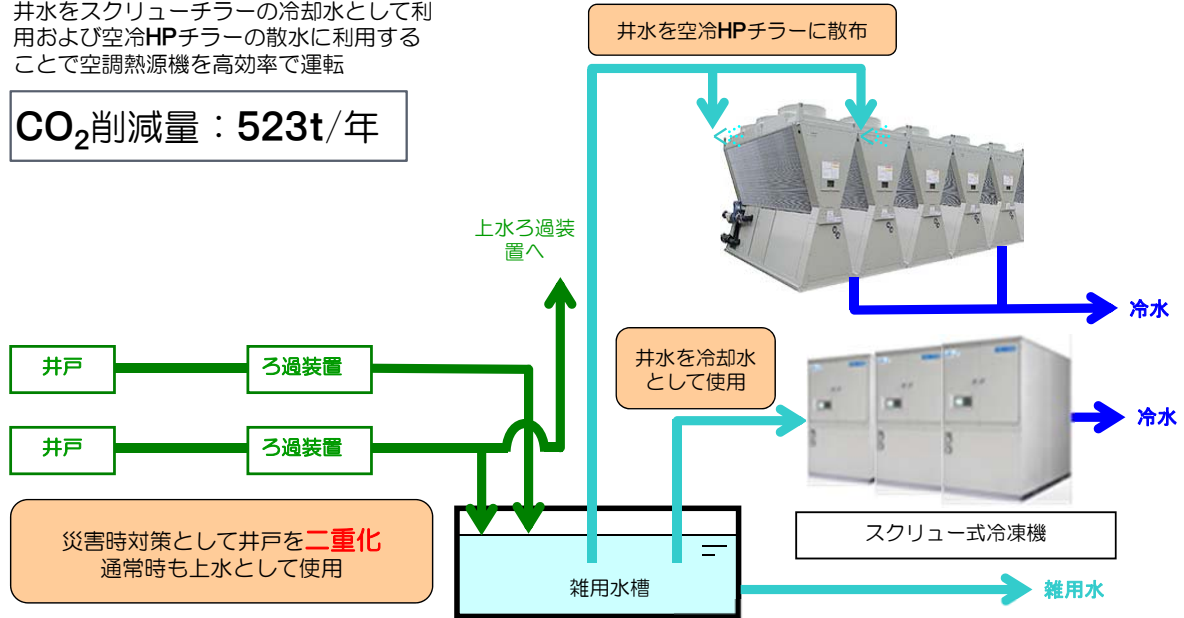 井水をスクリューチラーの冷却水として利
用および空冷HPチラーの散水に利用する
ことで空調熱源機を高効率で運転
CO₂削減量：523t/年
井水を空冷HPチラーに散布
上水ろ過装
置へ
冷水
井戸
ろ過装置
井水を冷却水
として使用
冷水
井戸
ろ過装置
災害時対策として井戸を二重化
通常時も上水として使用
スクリュー式冷凍機
雑用水槽
雑用水